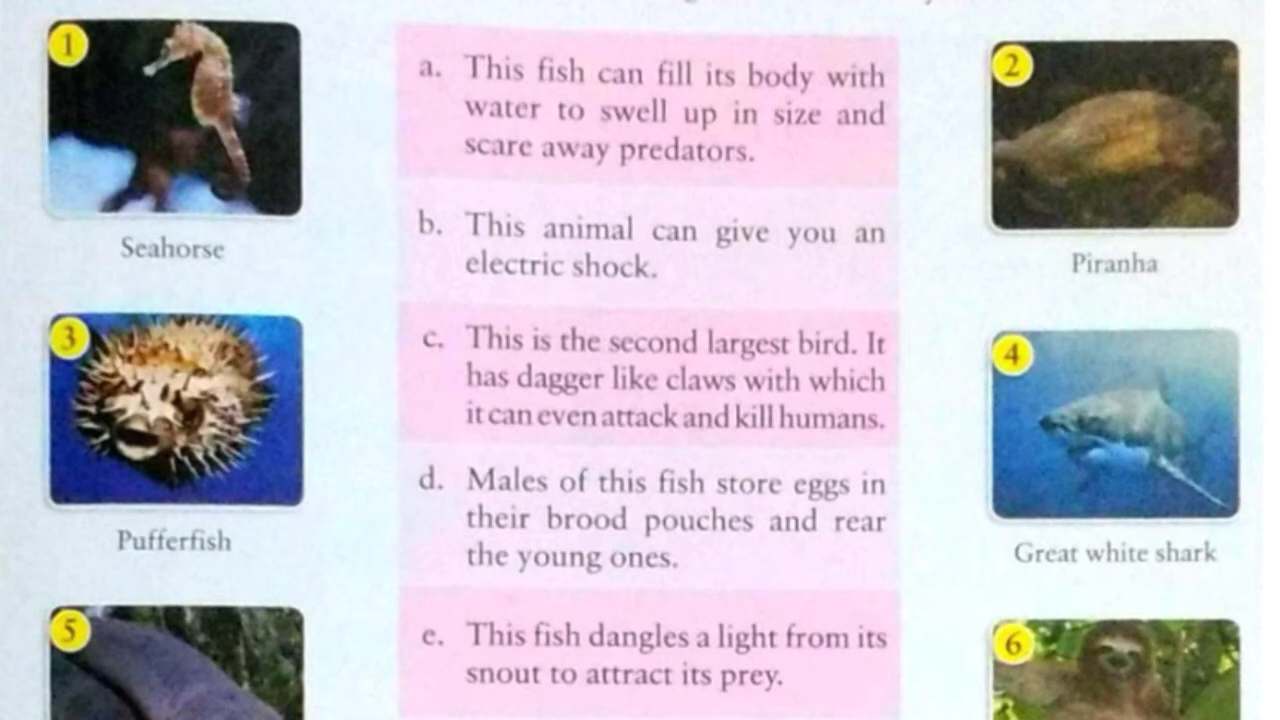 1
Seahorse
a. This fish can fill its body with
water to swell up in size and
scare away predators.
2
Piranha
b. This animal can give you an
electric shock.
3
Pufferfish
c. This is the second largest bird. It
has dagger like claws with which
it can even attack and kill humans.
4
Great white shark
d. Males of this fish store eggs in
their brood pouches and rear
the young ones.
5
e. This fish dangles a light from its
snout to attract its prey.
6